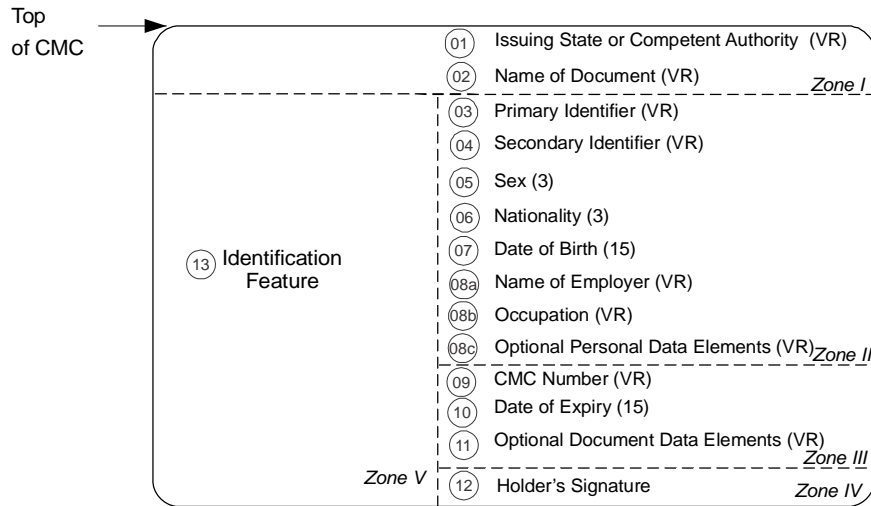 Top
of CMC
01 Issuing State or Competent Authority (VR)
02 Name of Document (VR)
Zone I
03 Primary Identifier (VR)
04 Secondary Identifier (VR)
05 Sex (3)
06 Nationality (3)
07 Date of Birth (15)
08a Name of Employer (VR)
08b Occupation (VR)
08c Optional Personal Data Elements (VR)
Zone II
13 Identification
Feature
09 CMC Number (VR)
10 Date of Expiry (15)
11 Optional Document Data Elements (VR)
Zone III
Zone V
12 Holder's Signature
Zone IV